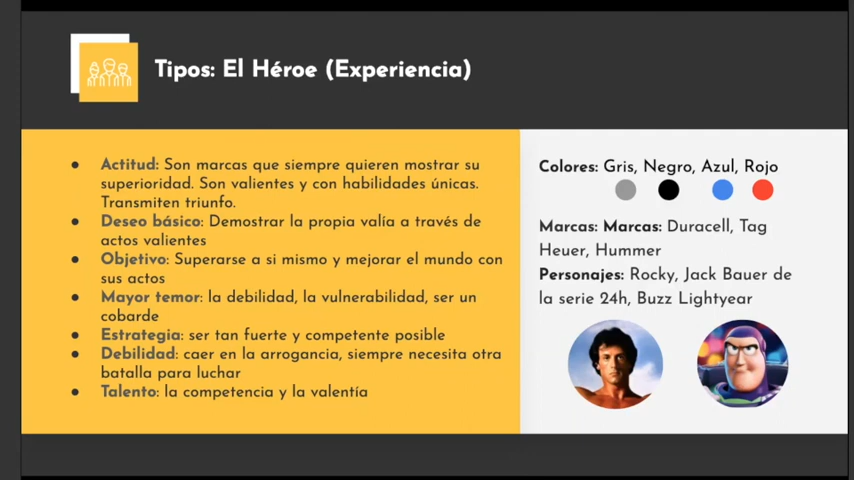 Tipos: El Héroe (Experiencia)
● Actitud: Son marcas que siempre quieren mostrar su
superioridad. Son valientes y con habilidades únicas.
Transmiten triunfo.
● Deseo básico: Demostrar la propia valía a través de
actos valientes
● Objetivo: Superarse a si mismo y mejorar el mundo con
sus actos
● Mayor temor: la debilidad, la vulnerabilidad, ser un
cobarde
● Estrategia: ser tan fuerte y competente posible
● Debilidad: caer en la arrogancia, siempre necesita otra
batalla para luchar
● Talento: la competencia y la valentía
Colores: Gris, Negro, Azul, Rojo
Marcas: Marcas: Duracell, Tag
Heuer, Hummer
Personajes: Rocky, Jack Bauer de
la serie 24h, Buzz Lightyear